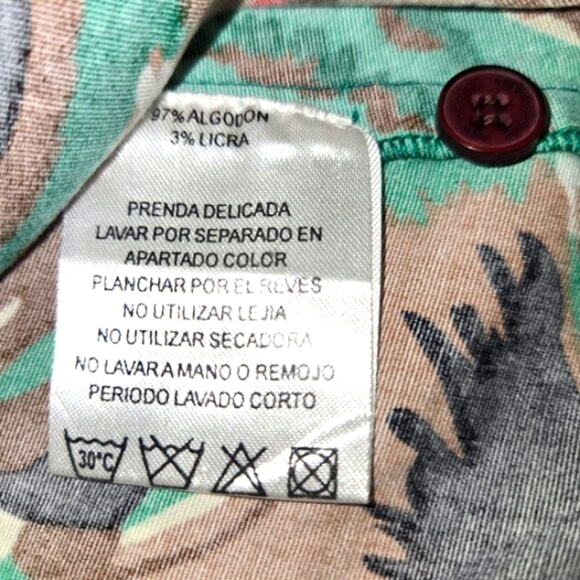 97% ALGODON
3% LICRA
PRENDA DELICADA
LAVAR POR SEPARADO EN
APARTADO COLOR
PLANCHAR POR EL REVES
NO UTILIZAR LEJIA
NO UTILIZAR SECADORA
NO LAVAR A MANO O REMOJO
PERIODO LAVADO CORTO
30°C